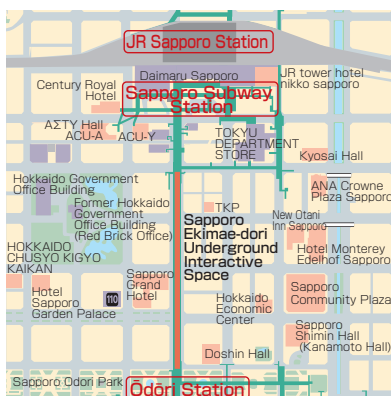 JR Sapporo Station
Daimaru Sapporo
JR tower hotel
nikko sapporo
Century Royal
Hotel
Sapporo Subway
Station
ΑΣTY Hall
ACU-A
ACU-Y
TOKYU
DEPARTMENT
STORE
Kyosai Hall
Hokkaido Government
Office Building
ANA Crowne
Plaza Sapporo
Former Hokkaido
Government
Office Building
(Red Brick Office)
TKP
Sapporo
Ekimae-dori
Underground
Interactive
Space
New Otani
Inn Sapporo
HOKKAIDO
CHUSYO KIGYO
KAIKAN
Hotel Monterey
Edelhof Sapporo
Sapporo
Grand
Hotel
Hotel
Sapporo
Garden Palace
110
Hokkaido
Economic
Center
Sapporo
Community Plaza
Sapporo
Shimin Hall
(Kanamoto Hall)
Doshin Hall
Sapporo Odori Park
Ōdōri Station